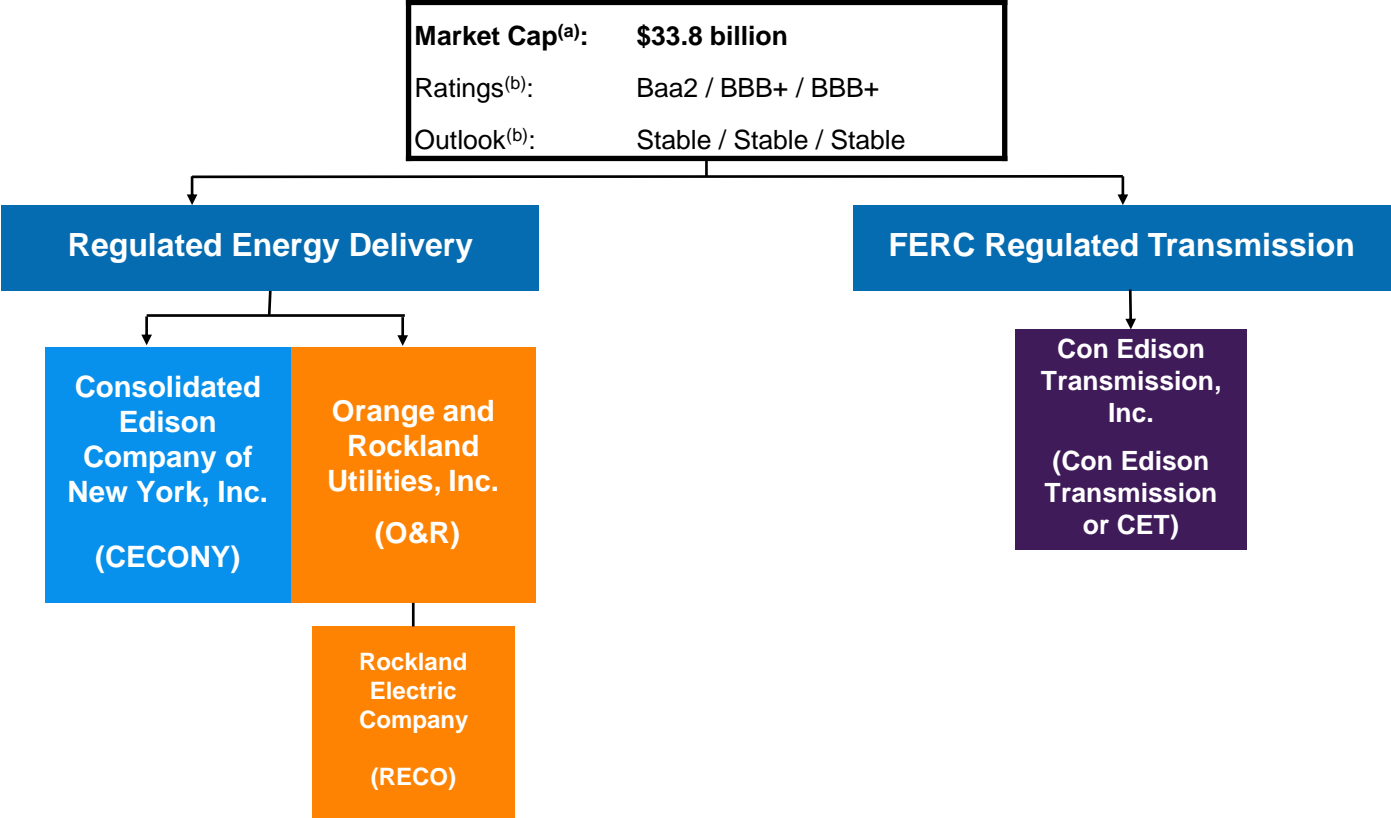 Market Cap(a): $33.8 billion
Ratings(b): Baa2 / BBB+ / BBB+
Outlook(b): Stable / Stable / Stable
Regulated Energy Delivery
FERC Regulated Transmission
Consolidated
Edison
Company of
New York, Inc.
(CECONY)
Orange and
Rockland
Utilities, Inc.
(O&R)
Con Edison
Transmission,
Inc.
(Con Edison
Transmission
or CET)
Rockland
Electric
Company
(RECO)